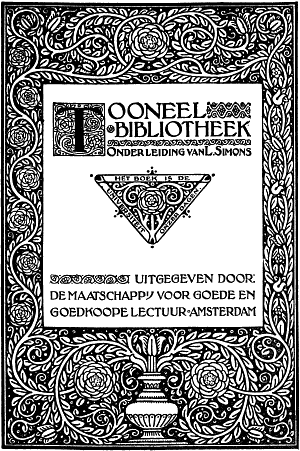 TOONEEL
BIBLIOTHEEK
ONDER LEIDING VAN L. SIMONS
HET BOEK IS DE
ONZER DAGEN
UITGEGEVEN DOOR:
DE MAATSCHAPPIJ VOOR GOEDE EN
GOEDKOOPE LECTUUR-AMSTERDAM